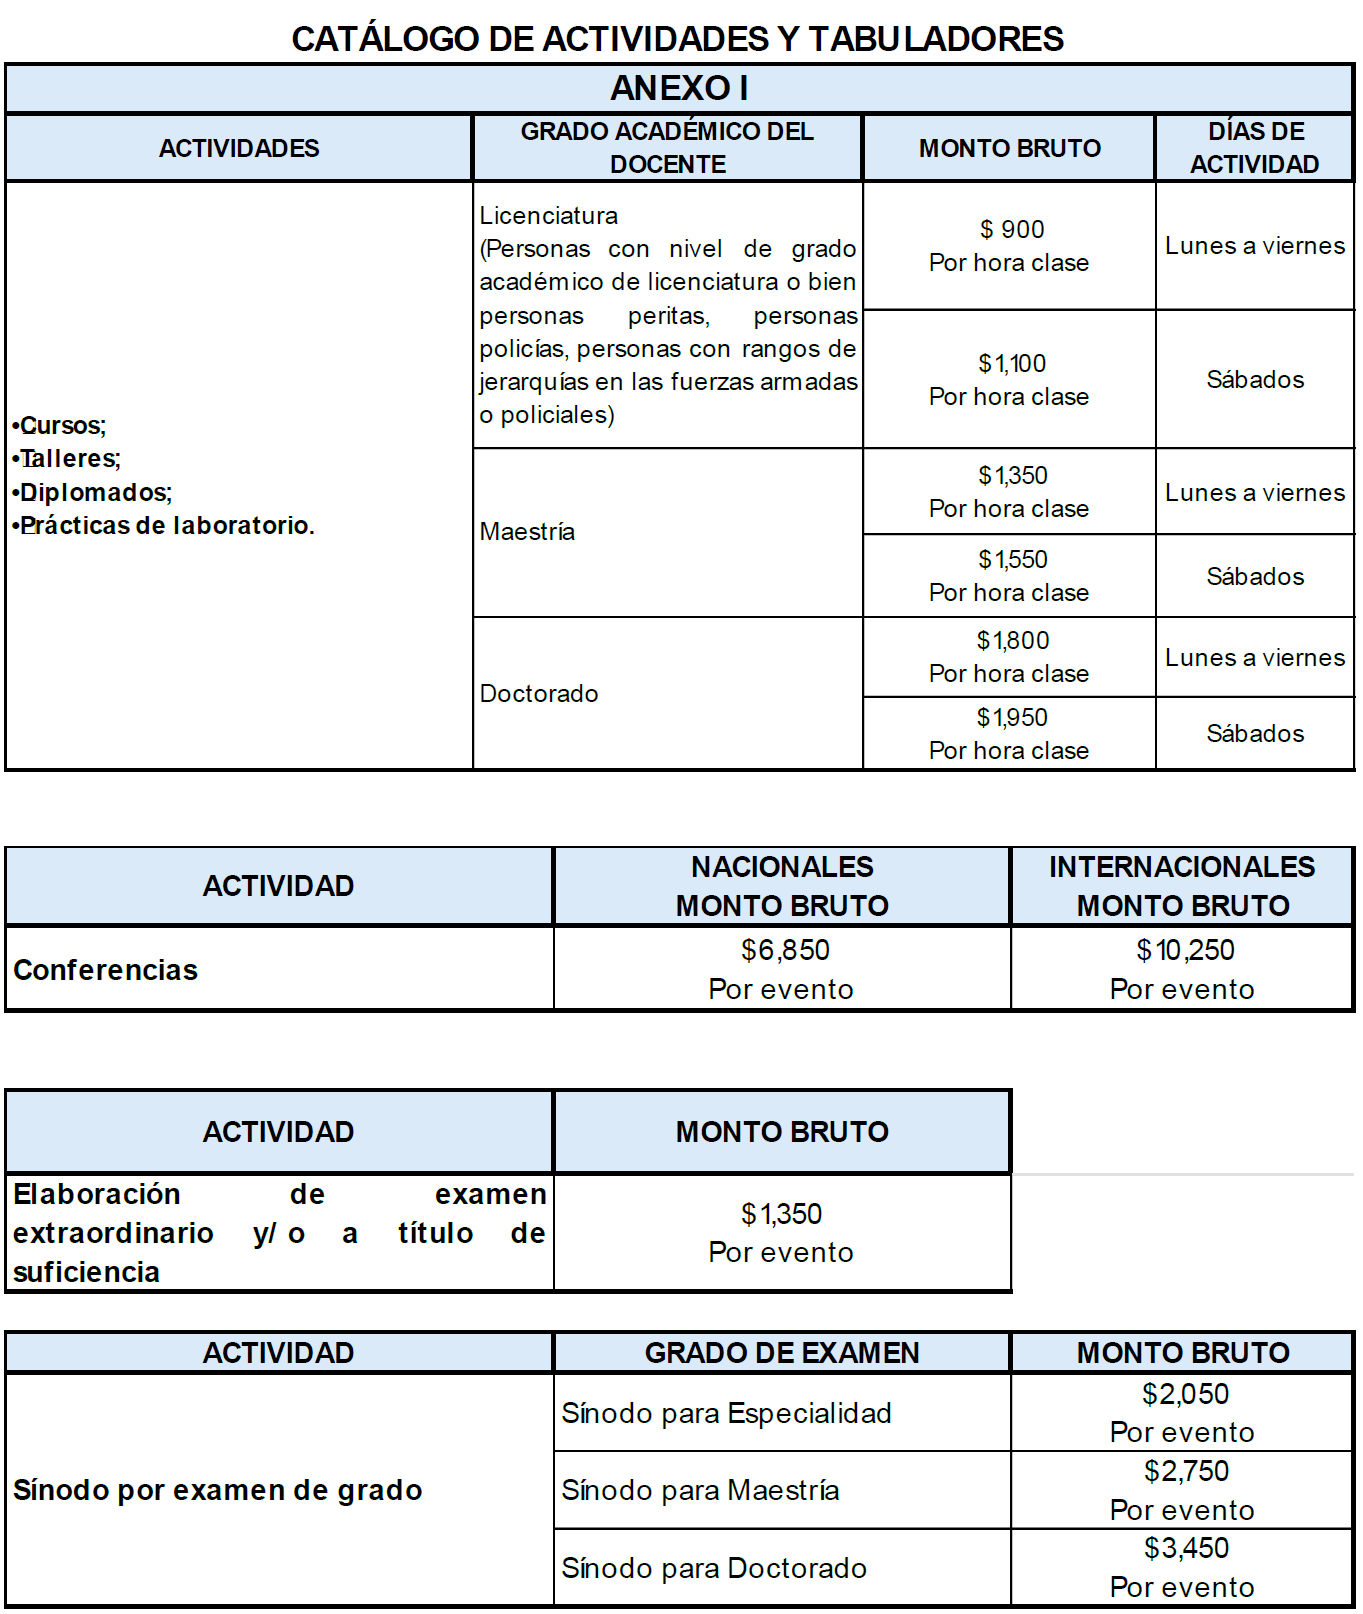 CATÁLOGO DE ACTIVIDADES Y TABULADORES
ANEXO I
ACTIVIDADES
GRADO ACADÉMICO DEL
DOCENTE
MONTO BRUTO
DÍAS DE
ACTIVIDAD
•Cursos;
•Talleres;
•Diplomados;
•Prácticas de laboratorio.
Licenciatura
(Personas con nivel de grado
académico de licenciatura o bien
personas peritas, personas
policías, personas con rangos de
jerarquías en las fuerzas armadas
o policiales)
$ 900
Por hora clase
Lunes a viernes
$1,100
Por hora clase
Sábados
Maestría
$1,350
Por hora clase
Lunes a viernes
$1,550
Por hora clase
Sábados
Doctorado
$1,800
Por hora clase
Lunes a viernes
$1,950
Por hora clase
Sábados
ACTIVIDAD
NACIONALES
MONTO BRUTO
INTERNACIONALES
MONTO BRUTO
Conferencias
$6,850
Por evento
$10,250
Por evento
ACTIVIDAD
MONTO BRUTO
Elaboración de examen
extraordinario y/ o a título de
suficiencia
$1,350
Por evento
ACTIVIDAD
GRADO DE EXAMEN
MONTO BRUTO
Sínodo por examen de grado
Sínodo para Especialidad
$2,050
Por evento
Sínodo para Maestría
$2,750
Por evento
Sínodo para Doctorado
$3,450
Por evento